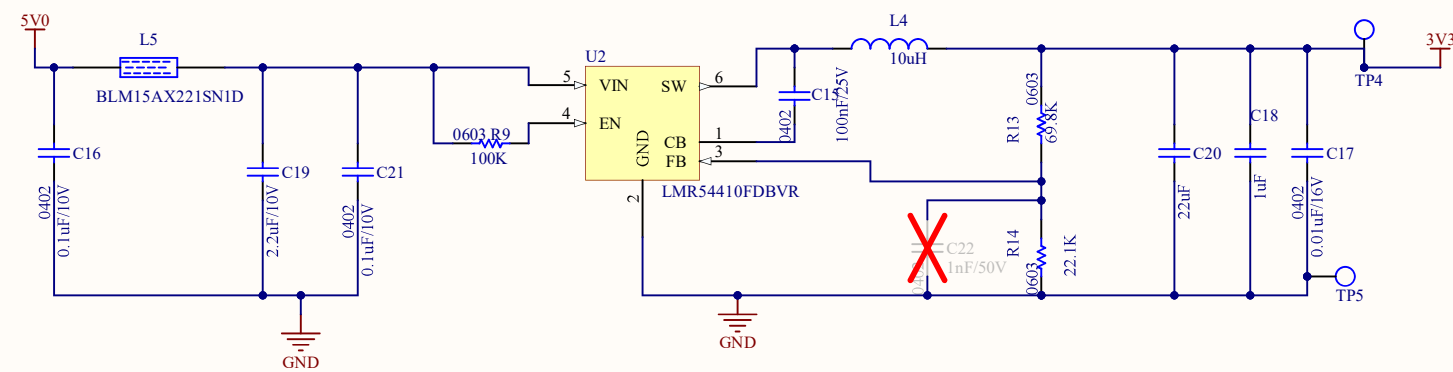 5V0
L5
BLM15AX221SN1D
C16
0402
0.1uF/10V
C19
2.2uF/10V
C21
0402
0.1uF/10V
0603 R9
100K
U2
5
VIN
4
EN
GND
2
SW
6
CB
1
FB
3
LMR54410FDBVR
C15
0402
100nF/25V
L4
10uH
0603
R13
69.8K
C22
1nF/50V
R14
0603
22.1K
C20
22uF
C18
1uF
C17
0402
0.01uF/16V
TP4
3V3
TP5
GND
GND